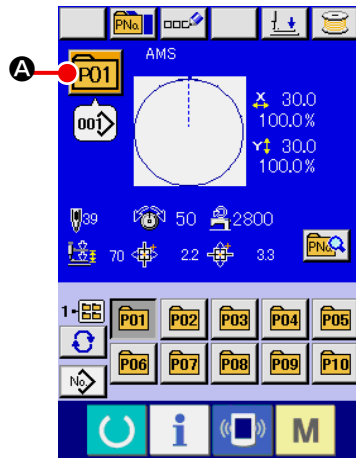 PNo.
A
P01
AMS
001
X 30.0
100.0%
Y 30.0
100.0%
39 50 2800
70 2.2 3.3
PNo.
1- P01 P02 P03 P04 P05
P06 P07 P08 P09 P10
No.
i M